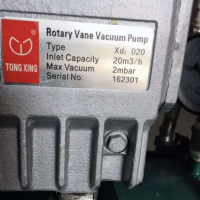 Rotary Vane Vacuum Pump
Type Xd: 020
Inlet Capacity 20m3/h
Max Vacuum 2mbar
Serial No: 162301
TONG XING